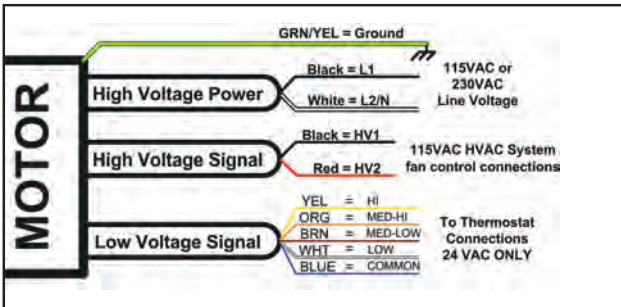 GRN/YEL = Ground
MOTOR
High Voltage Power
Black = L1
White = L2/N
115VAC or
230VAC
Line Voltage
High Voltage Signal
Black = HV1
Red = HV2
115VAC HVAC System
fan control connections
Low Voltage Signal
YEL = HI
ORG = MED-HI
BRN = MED-LOW
WHT = LOW
BLUE = COMMON
To Thermostat
Connections
24 VAC ONLY